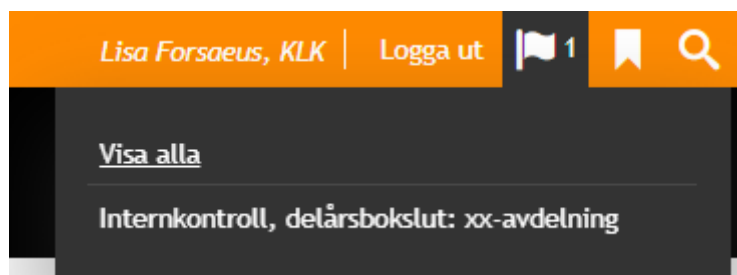 Lisa Forsaeus, KLK Logga ut 1
Visa alla
Internkontroll, delårsbokslut: xx-avdelning